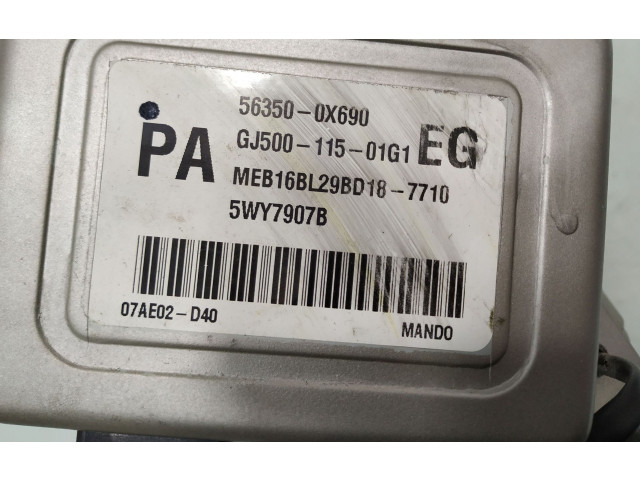 56350-0X690
PA GJ500-115-01G1 EG
MEB16BL29BD18-7710
5WY7907B
07AE02-D40 MANDO